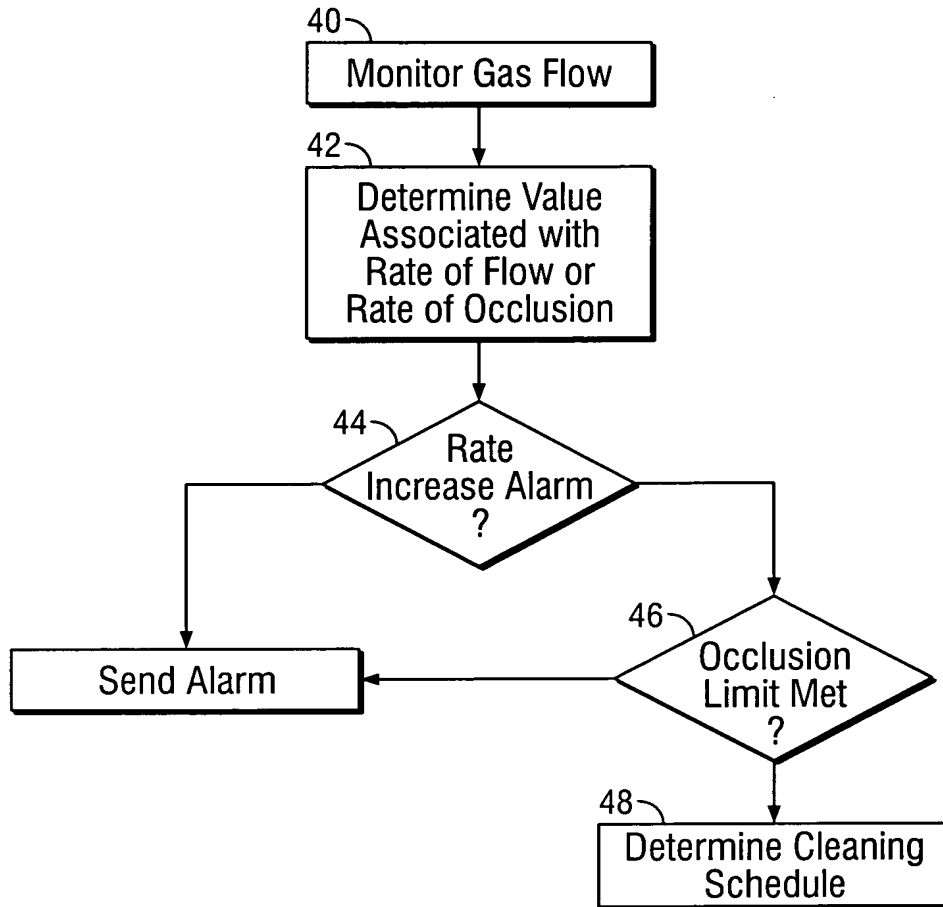 40
Monitor Gas Flow
42
Determine Value
Associated with
Rate of Flow or
Rate of Occlusion
44
Rate
Increase Alarm
?
46
Occlusion
Limit Met
?
Send Alarm
48
Determine Cleaning
Schedule